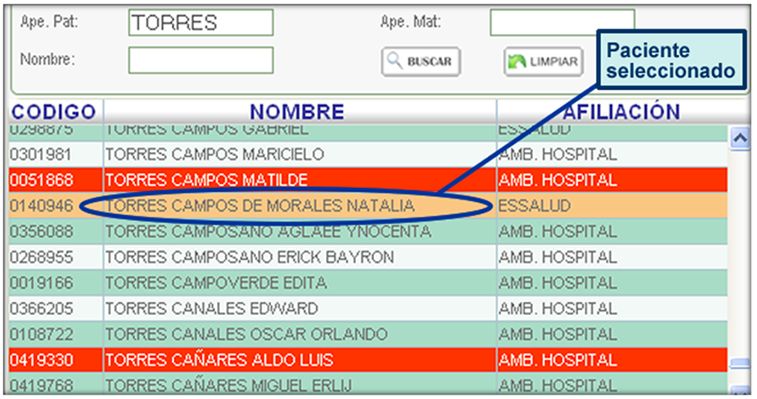 Ape. Pat: TORRES Ape. Mat:
Nombre: BUSCAR LIMPIAR
Paciente
seleccionado
CODIGO NOMBRE AFILIACIÓN
0298875 TORRES CAMPOS GABRIEL ESSALUD
0301981 TORRES CAMPOS MARICIELO AMB. HOSPITAL
0051868 TORRES CAMPOS MATILDE AMB. HOSPITAL
0140946 TORRES CAMPOS DE MORALES NATALIA ESSALUD
0356088 TORRES CAMPOSANO AGLAEE YNOCENTA AMB. HOSPITAL
0268955 TORRES CAMPOSANO ERICK BAYRON AMB. HOSPITAL
0019166 TORRES CAMPOVERDE EDITA AMB. HOSPITAL
0366205 TORRES CANALES EDWARD AMB. HOSPITAL
0108722 TORRES CANALES OSCAR ORLANDO AMB. HOSPITAL
0419330 TORRES CAÑARES ALDO LUIS AMB. HOSPITAL
0419768 TORRES CAÑARES MIGUEL ERLIJ AMB. HOSPITAL